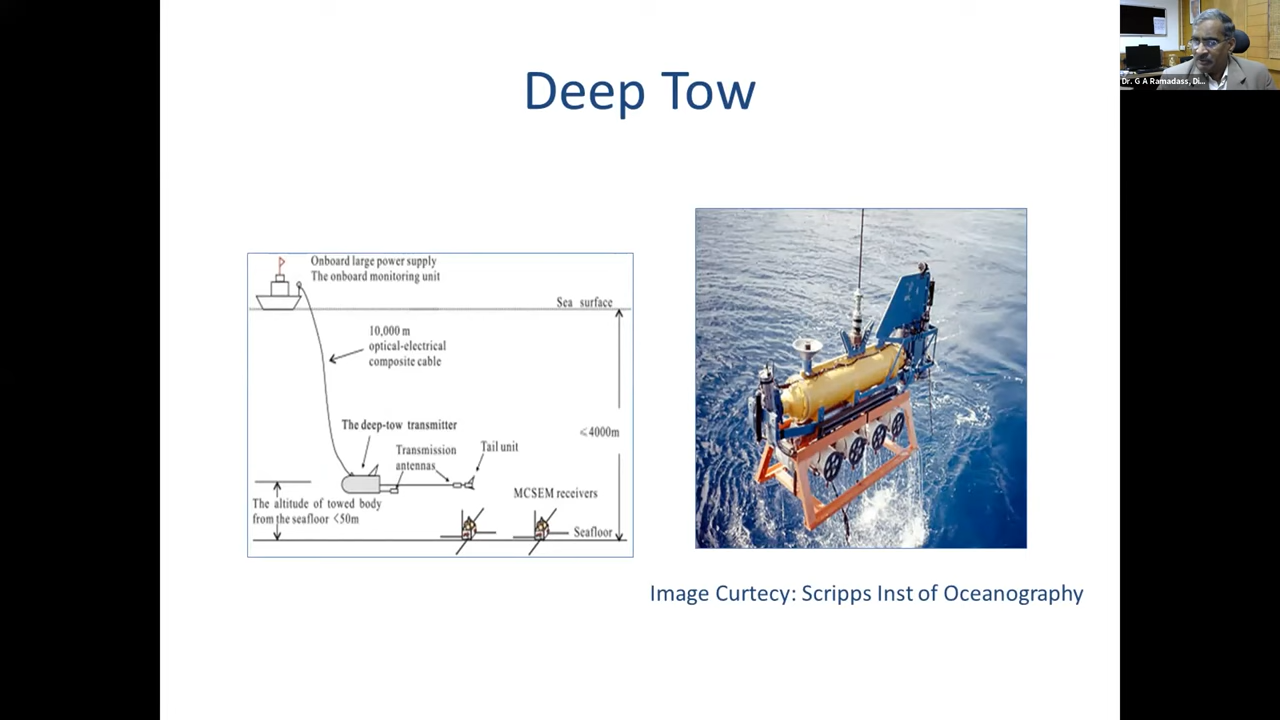 Deep Tow
Dr. G A Ramadass, Di...
Onboard large power supply
The onboard monitoring unit
Sea surface
10,000 m
optical-electrical
composite cable
The deep-tow transmitter
⩽4000m
Transmission
antennas
Tail unit
MCSEM receivers
The altitude of towed body
from the seafloor <50m
Seafloor
Image Curtecy: Scripps Inst of Oceanography